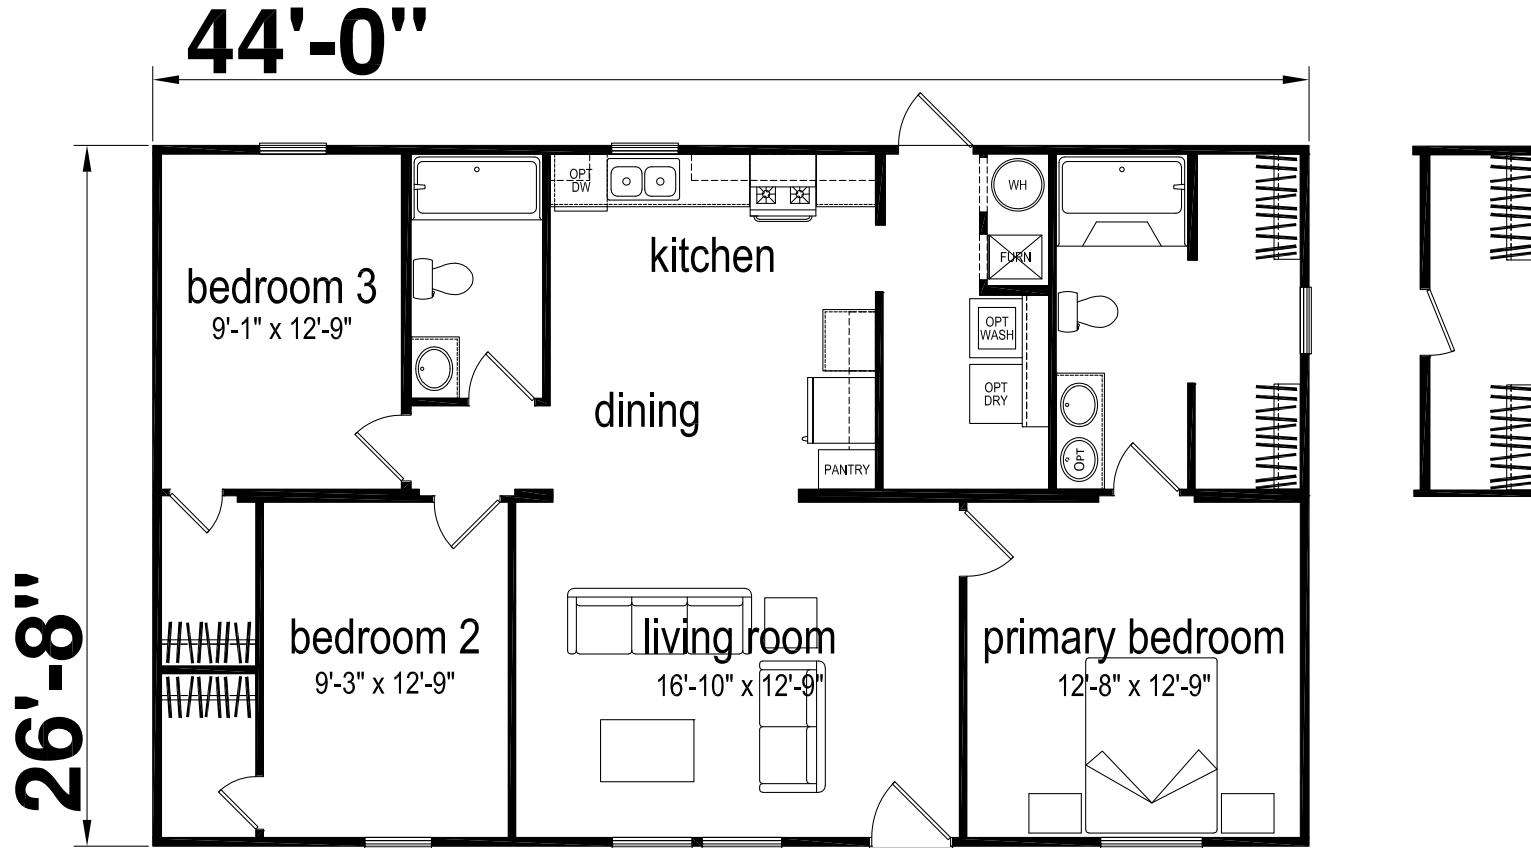 44'-0"
26'-8"
OPT
DW
WH
kitchen
FURN
bedroom 3
9'-1" x 12'-9"
OPT
WASH
OPT
DRY
dining
PANTRY
OPT
bedroom 2
9'-3" x 12'-9"
living room
16'-10" x 12'-9"
primary bedroom
12'-8" x 12'-9"